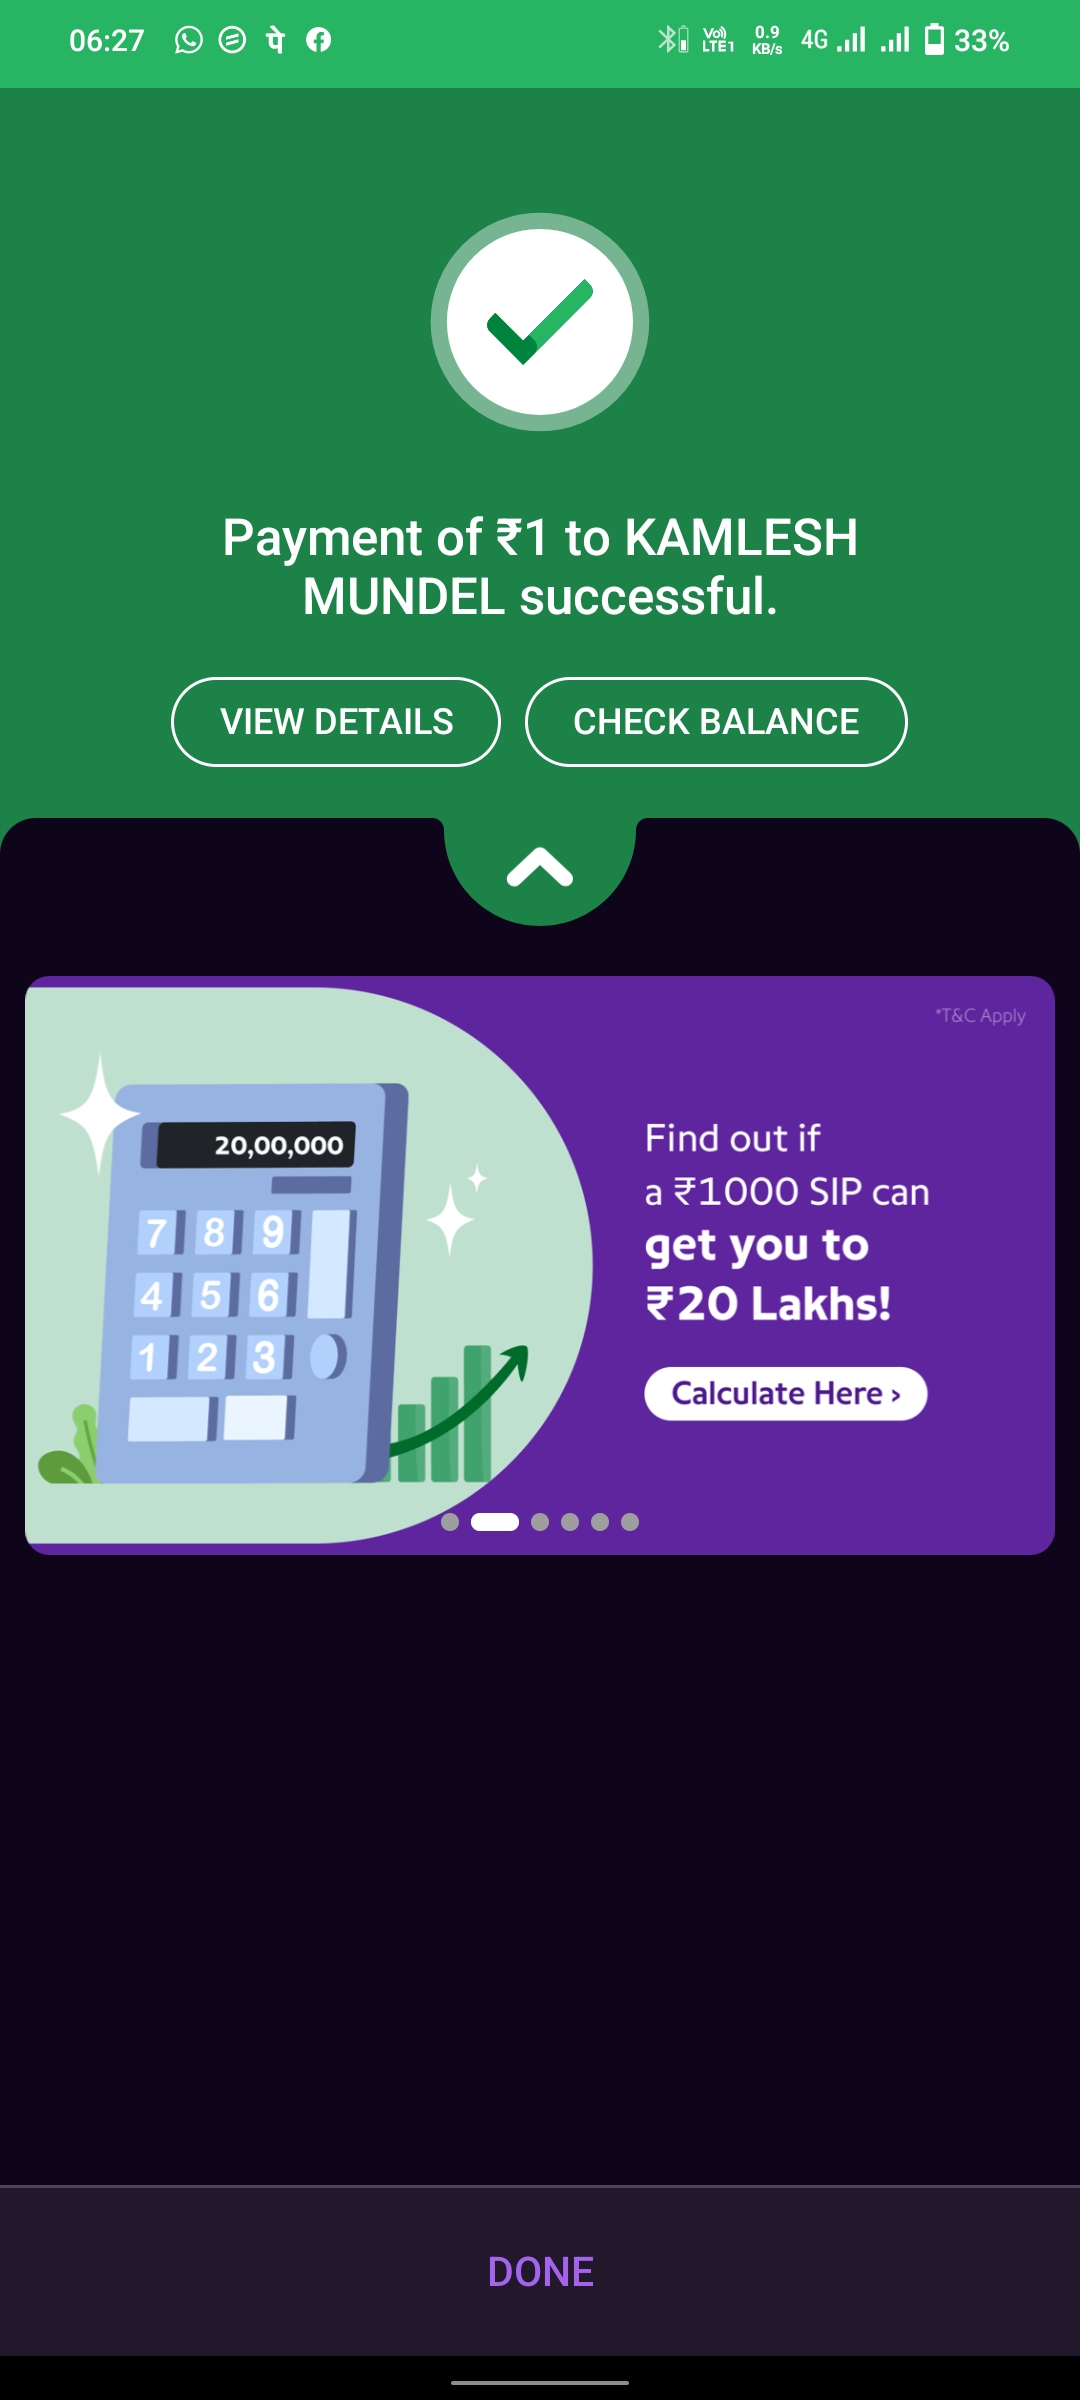 06:27 पे Vo) LTE1 0.9 KB/s 4G 33%
Payment of ₹1 to KAMLESH
MUNDEL successful.
VIEW DETAILS CHECK BALANCE
*T&C Apply
20,00,000
7 8 9
4 5 6
1 2 3
Find out if
a ₹1000 SIP can
get you to
₹20 Lakhs!
Calculate Here ›
DONE